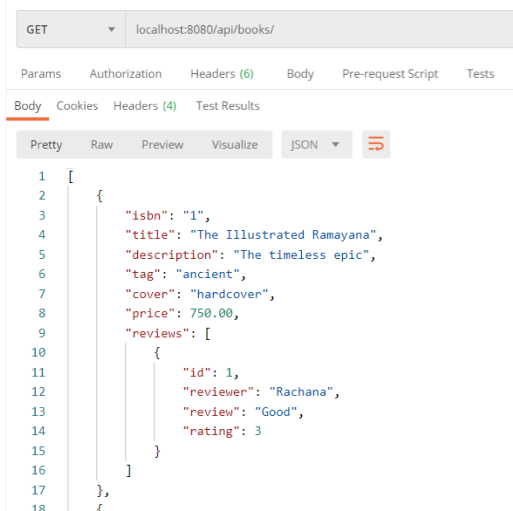 GET localhost:8080/api/books/
Params Authorization Headers (6) Body Pre-request Script Tests
Body Cookies Headers (4) Test Results
Pretty Raw Preview Visualize JSON
1 [
2 {
3 "isbn": "1",
4 "title": "The Illustrated Ramayana",
5 "description": "The timeless epic",
6 "tag": "ancient",
7 "cover": "hardcover",
8 "price": 750.00,
9 "reviews": [
10 {
11 "id": 1,
12 "reviewer": "Rachana",
13 "review": "Good",
14 "rating": 3
15 }
16 ]
17 },
18 {